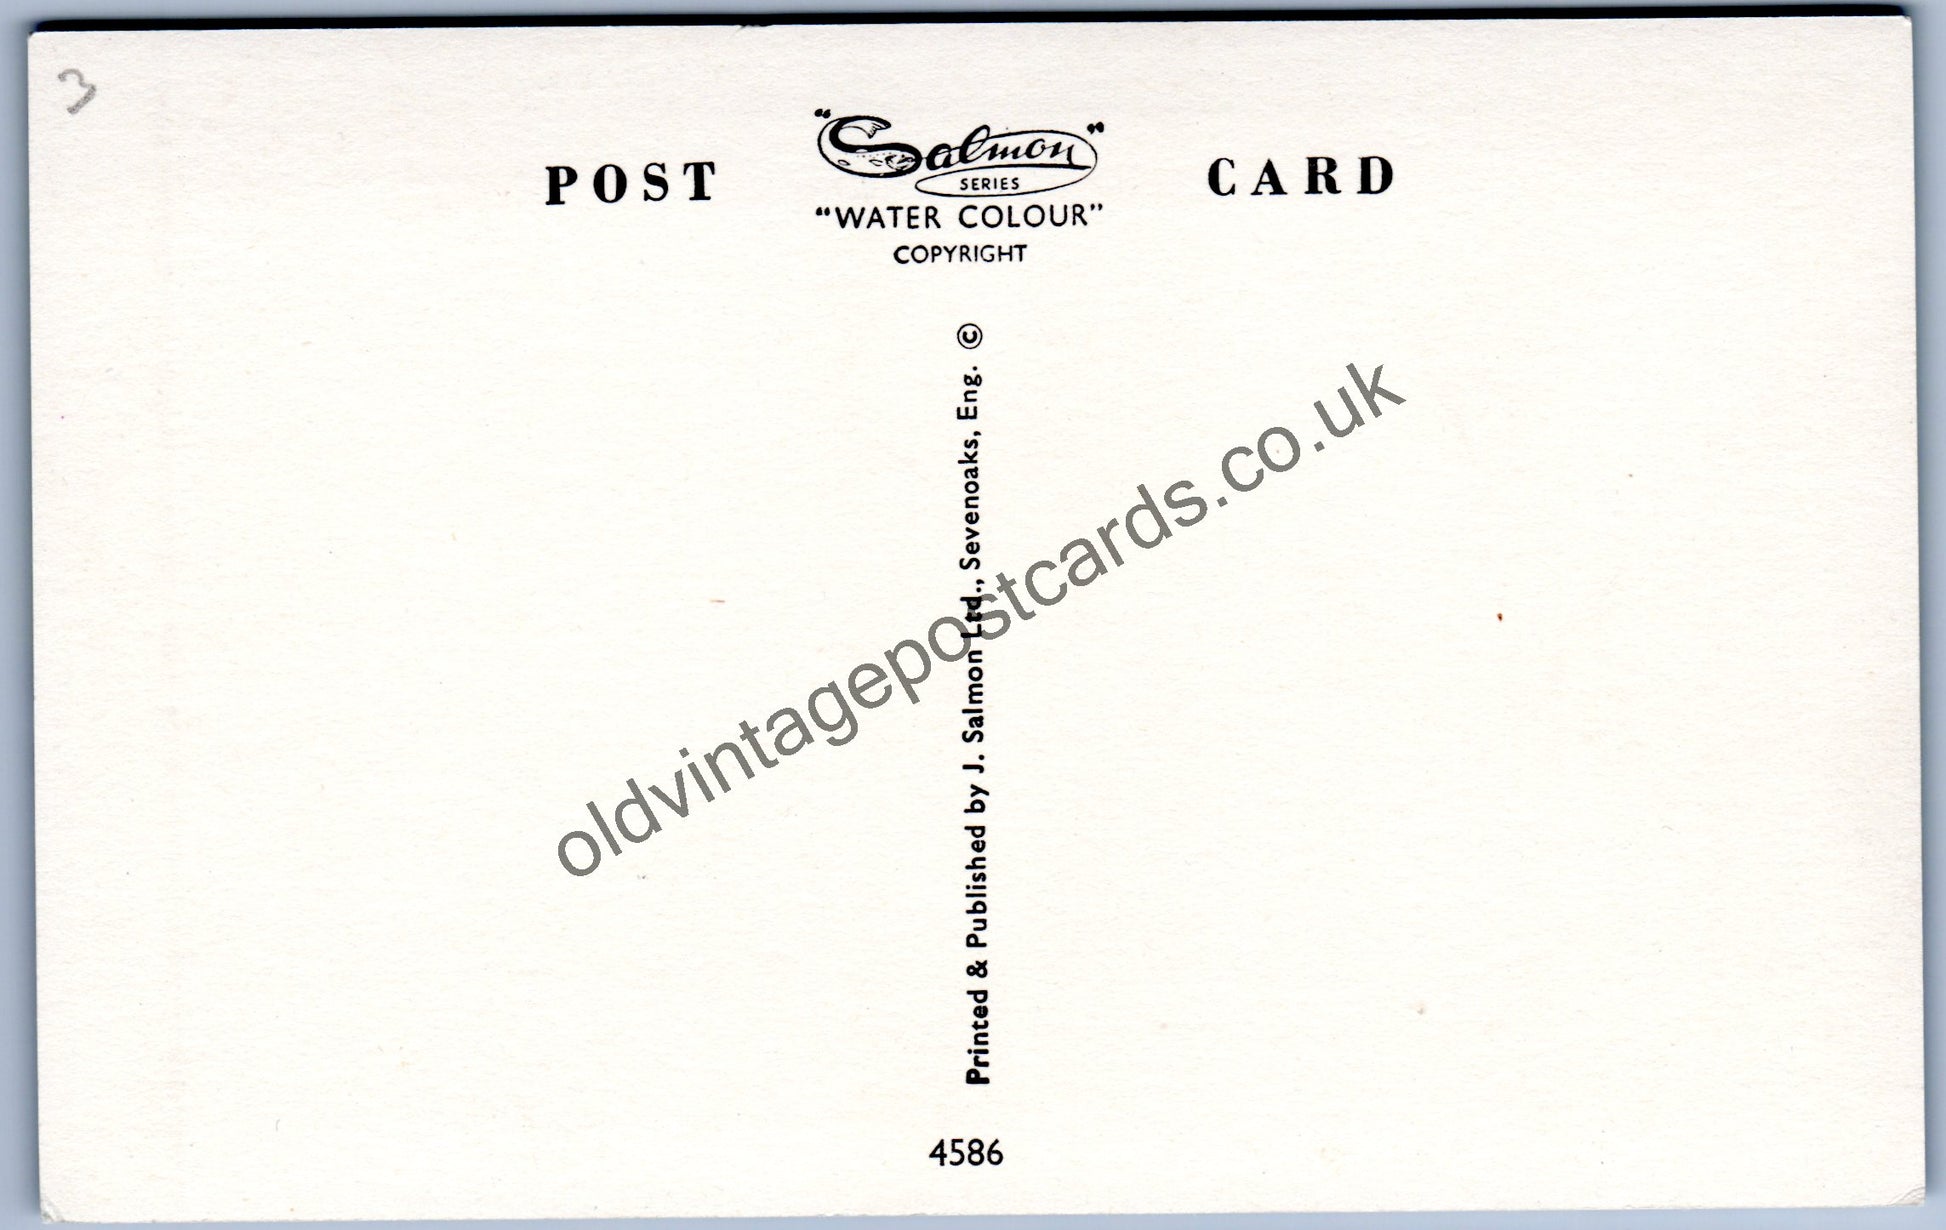 3
POST "Salmon" CARD
SERIES
"WATER COLOUR"
COPYRIGHT
Printed & Published by J. Salmon Ltd., Sevenoaks, Eng. ©
oldvintagepostcards.co.uk
4586